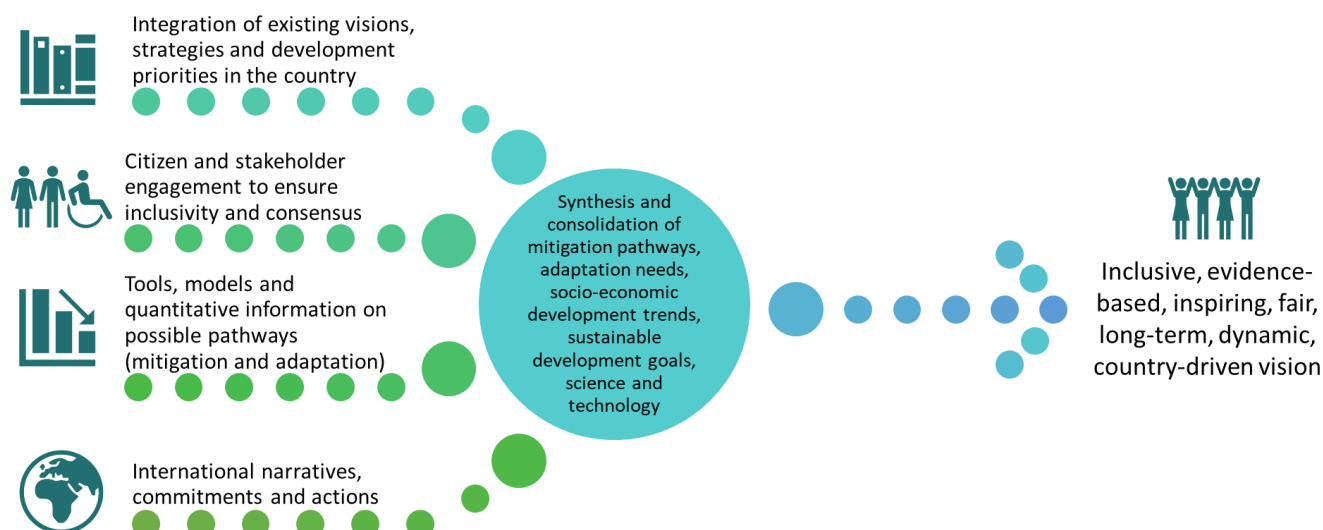 Integration of existing visions,
strategies and development
priorities in the country
Citizen and stakeholder
engagement to ensure
inclusivity and consensus
Tools, models and
quantitative information on
possible pathways
(mitigation and adaptation)
International narratives,
commitments and actions
Synthesis and
consolidation of
mitigation pathways,
adaptation needs,
socio-economic
development trends,
sustainable
development goals,
science and
technology
Inclusive, evidence-
based, inspiring, fair,
long-term, dynamic,
country-driven vision